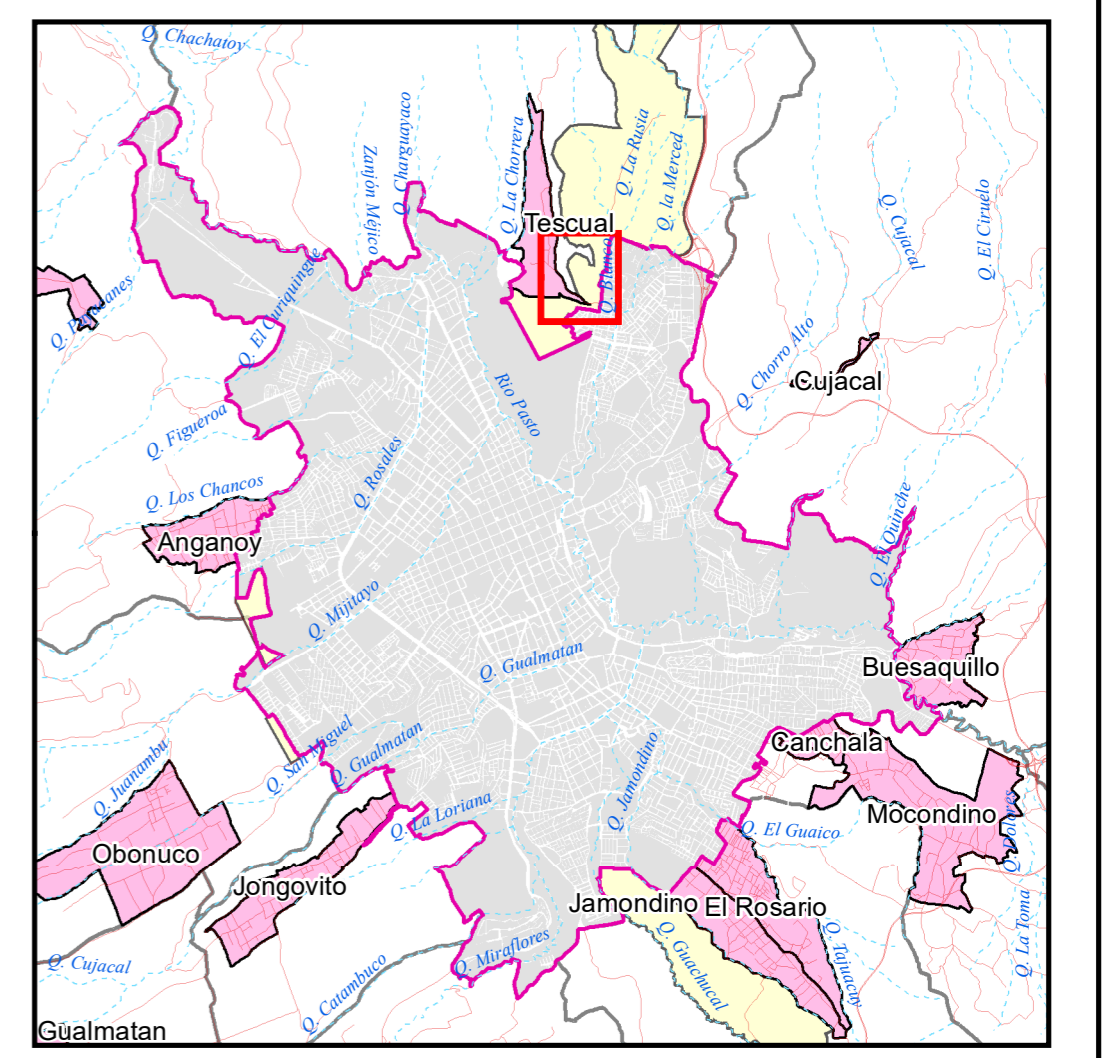 Q. Chachatoy
Q. La Rusia
Q. Charguayaco
Q. La Chorrera
Q. la Merced
Zanjón Méjico
Q. El Ciruelo
Q. Cujacal
Tescual
Q. Blanco
Q. El Curiquingue
Q. Chorro Alto
Cujacal
Rio Pasto
Q. Figueroa
Q. Rosales
Q. Los Chancos
Q. El Quinche
Anganoy
Q. Mijitayo
Q. Gualmatan
Buesaquillo
Q. San Miguel
Q. Gualmatan
Canchala
Q. Juanambu
Q. Jamondino
Q. La Loriana
Mocondino
Q. El Guaico
Q. Dolores
Obonuco
Jongovito
Jamondino
El Rosario
Q. La Toma
Q. Miraflores
Q. Guachucal
Q. Tajuacuy
Q. Cujacal
Q. Catambuco
Gualmatan